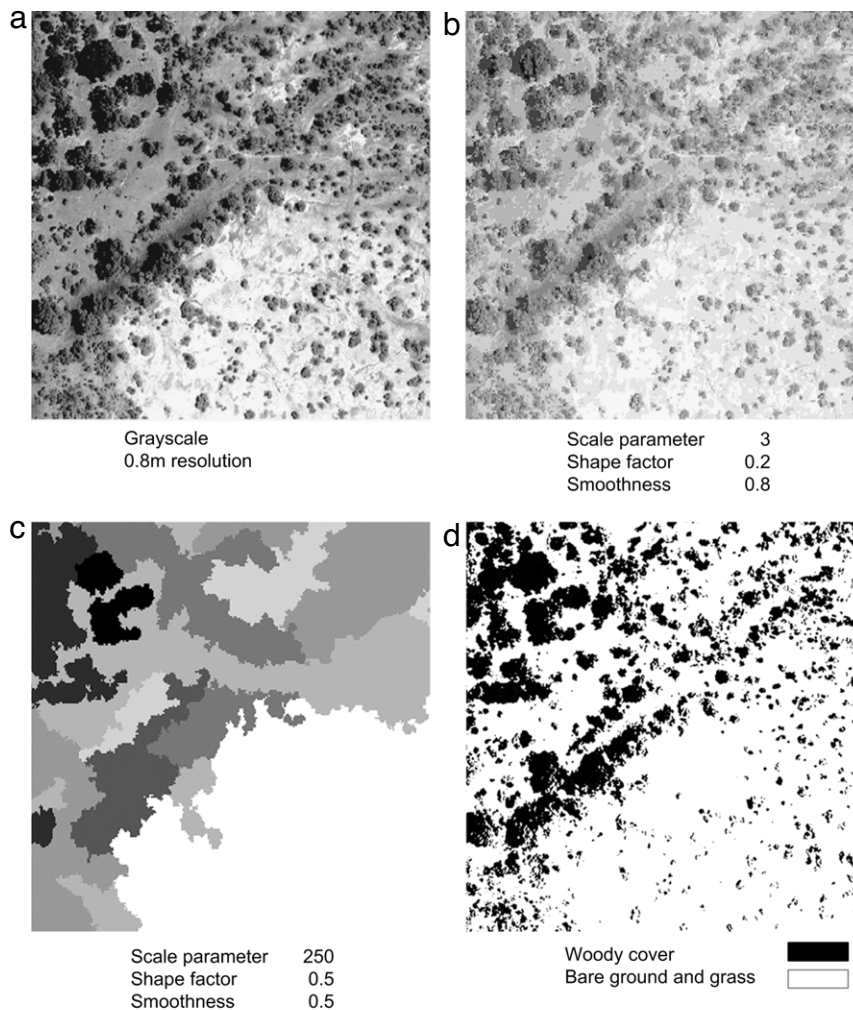 a
b
Grayscale
0.8m resolution
Scale parameter 3
Shape factor 0.2
Smoothness 0.8
c
d
Scale parameter 250
Shape factor 0.5
Smoothness 0.5
Woody cover
Bare ground and grass